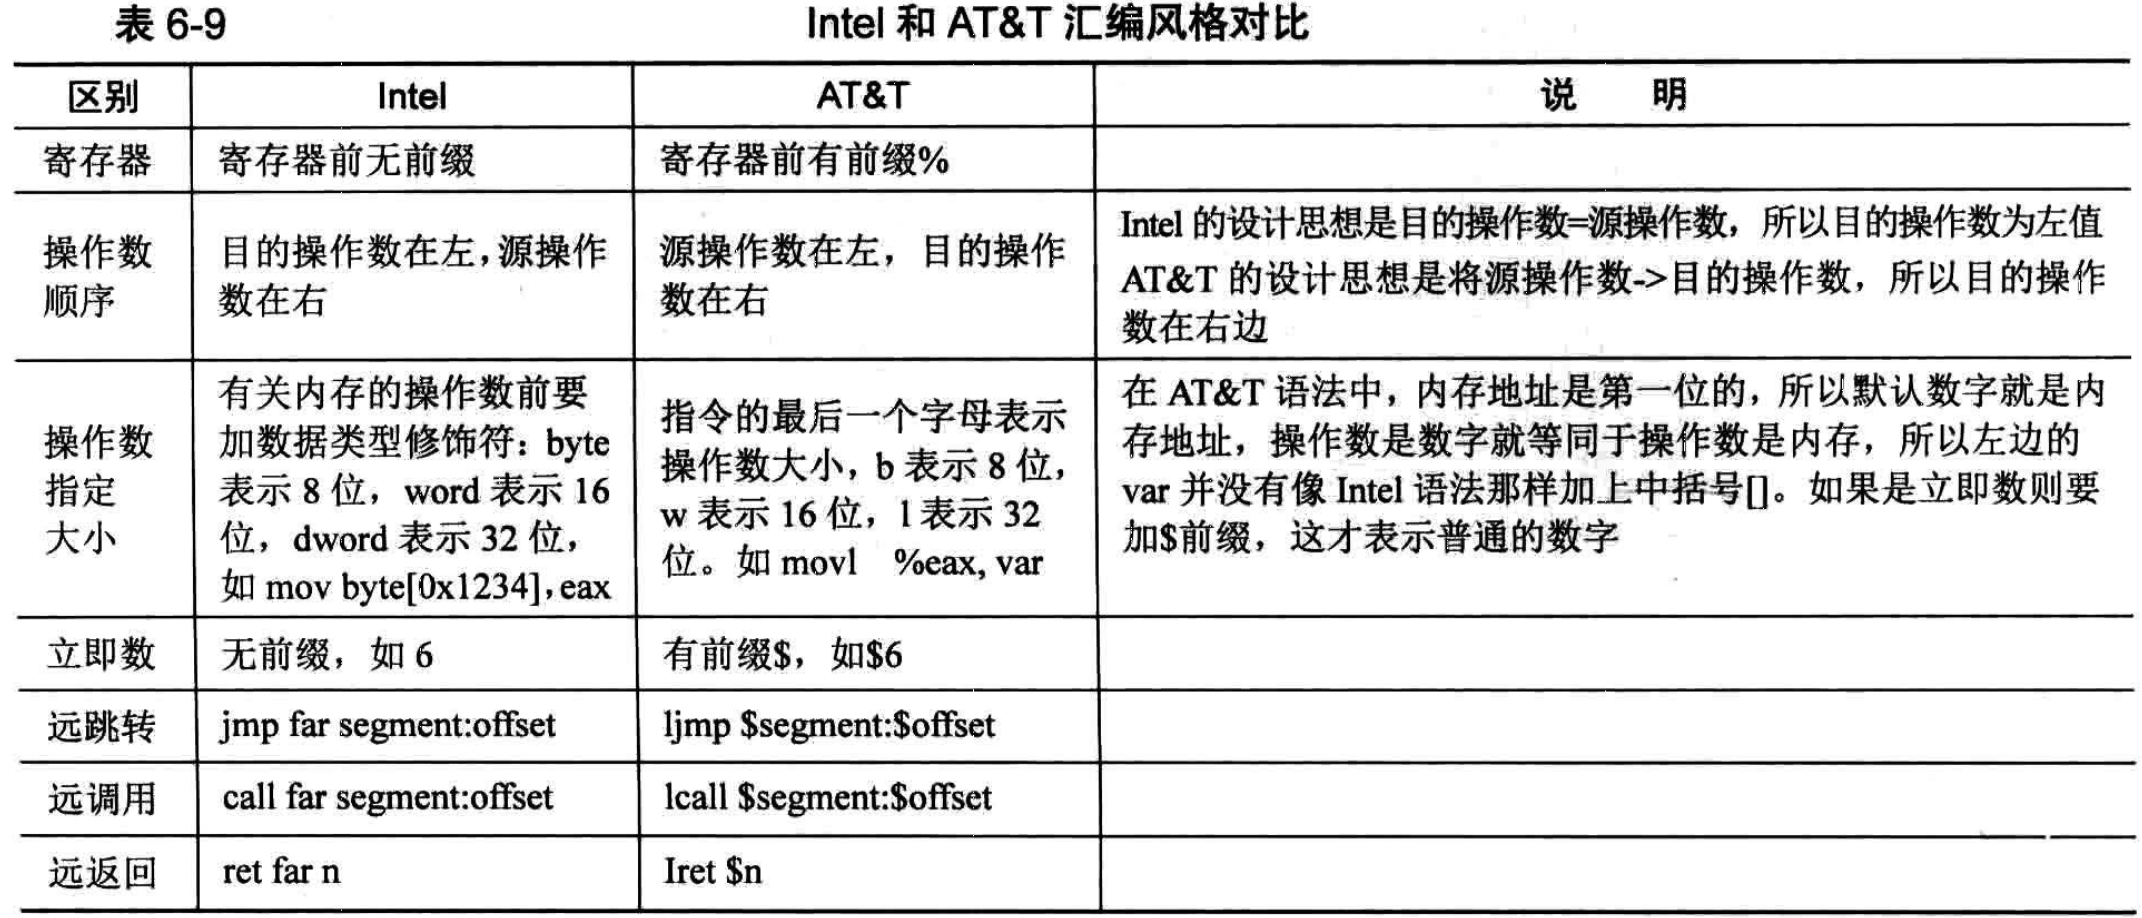 表 6-9 Intel 和 AT&T 汇编风格对比
区别 Intel AT&T 说 明
寄存器 寄存器前无前缀 寄存器前有前缀%
操作数
顺序
目的操作数在左，源操作
数在右
源操作数在左，目的操作
数在右
Intel 的设计思想是目的操作数=源操作数，所以目的操作数为左值
AT&T 的设计思想是将源操作数->目的操作数，所以目的操作
数在右边
操作数
指定
大小
有关内存的操作数前要
加数据类型修饰符：byte
表示 8 位，word 表示 16
位，dword 表示 32 位，
如 mov byte[0x1234]，eax
指令的最后一个字母表示
操作数大小，b 表示 8 位，
w 表示 16 位，l 表示 32
位。如 movl %eax, var
在 AT&T 语法中，内存地址是第一位的，所以默认数字就是内
存地址，操作数是数字就等同于操作数是内存，所以左边的
var 并没有像 Intel 语法那样加上中括号[]。如果是立即数则要
加$前缀，这才表示普通的数字
立即数 无前缀，如 6 有前缀$，如$6
远跳转 jmp far segment:offset ljmp $segment:$offset
远调用 call far segment:offset lcall $segment:$offset
远返回 ret far n Iret $n